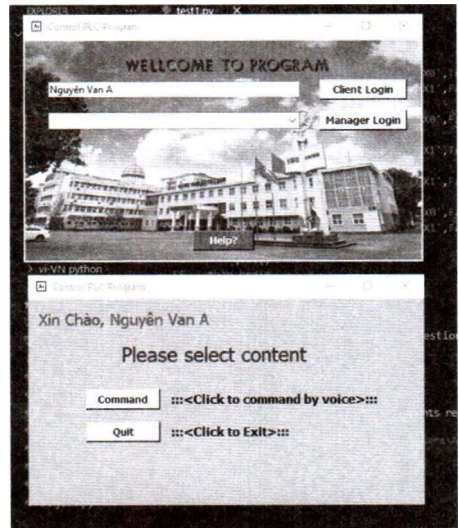 EXPLORER ... test1.py X
Control PLC Program
WELLCOME TO PROGRAM
Nguyên Van A
Client Login
Manager Login
Help?
> vi-VN python
Control PLC Program
Xin Chào, Nguyên Van A
Please select content
Command :::<Click to command by voice>:::
Quit :::<Click to Exit>:::